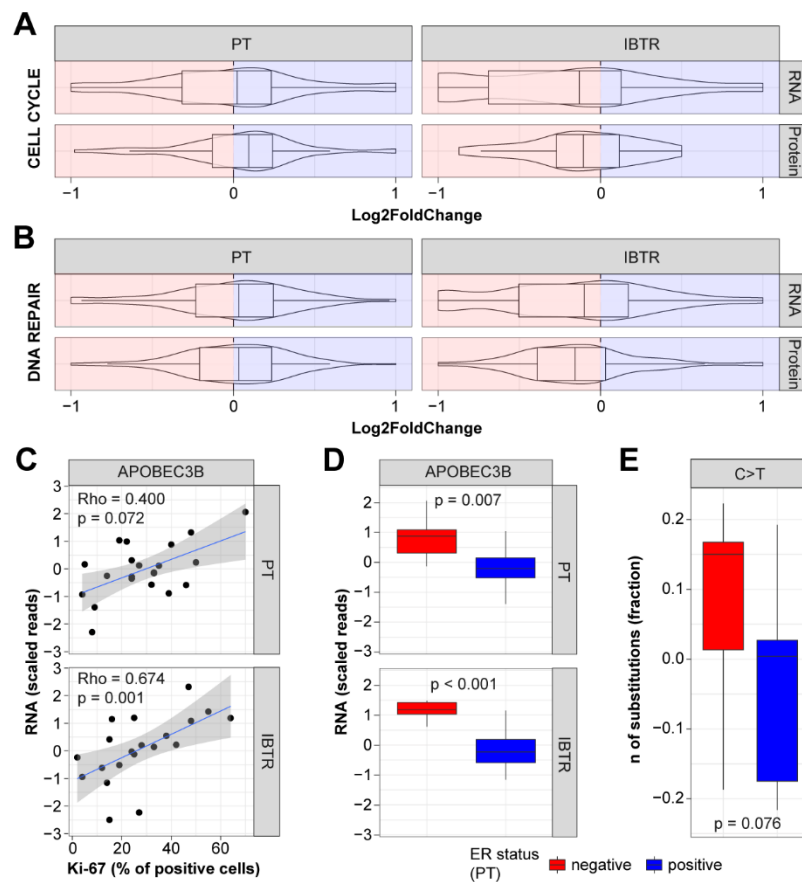 A
PT
IBTR
CELL CYCLE
RNA
Protein
−1 0 1 −1 0 1
Log2FoldChange Log2FoldChange
B
PT
IBTR
DNA REPAIR
RNA
Protein
−1 0 1 −1 0 1
Log2FoldChange Log2FoldChange
C
APOBEC3B
RNA (scaled reads)
3
2
1
0
−1
−2
−3
Rho = 0.400
p = 0.072
PT
3
2
1
0
−1
−2
−3
Rho = 0.674
p = 0.001
IBTR
0 20 40 60
Ki-67 (% of positive cells)
D
APOBEC3B
RNA (scaled reads)
2
1
0
−1
−2
−3
p = 0.007
PT
2
1
0
−1
−2
−3
p < 0.001
IBTR
E
C>T
n of substitutions (fraction)
0.2
0.1
0.0
−0.1
−0.2
p = 0.076
ER status
(PT)
negative positive